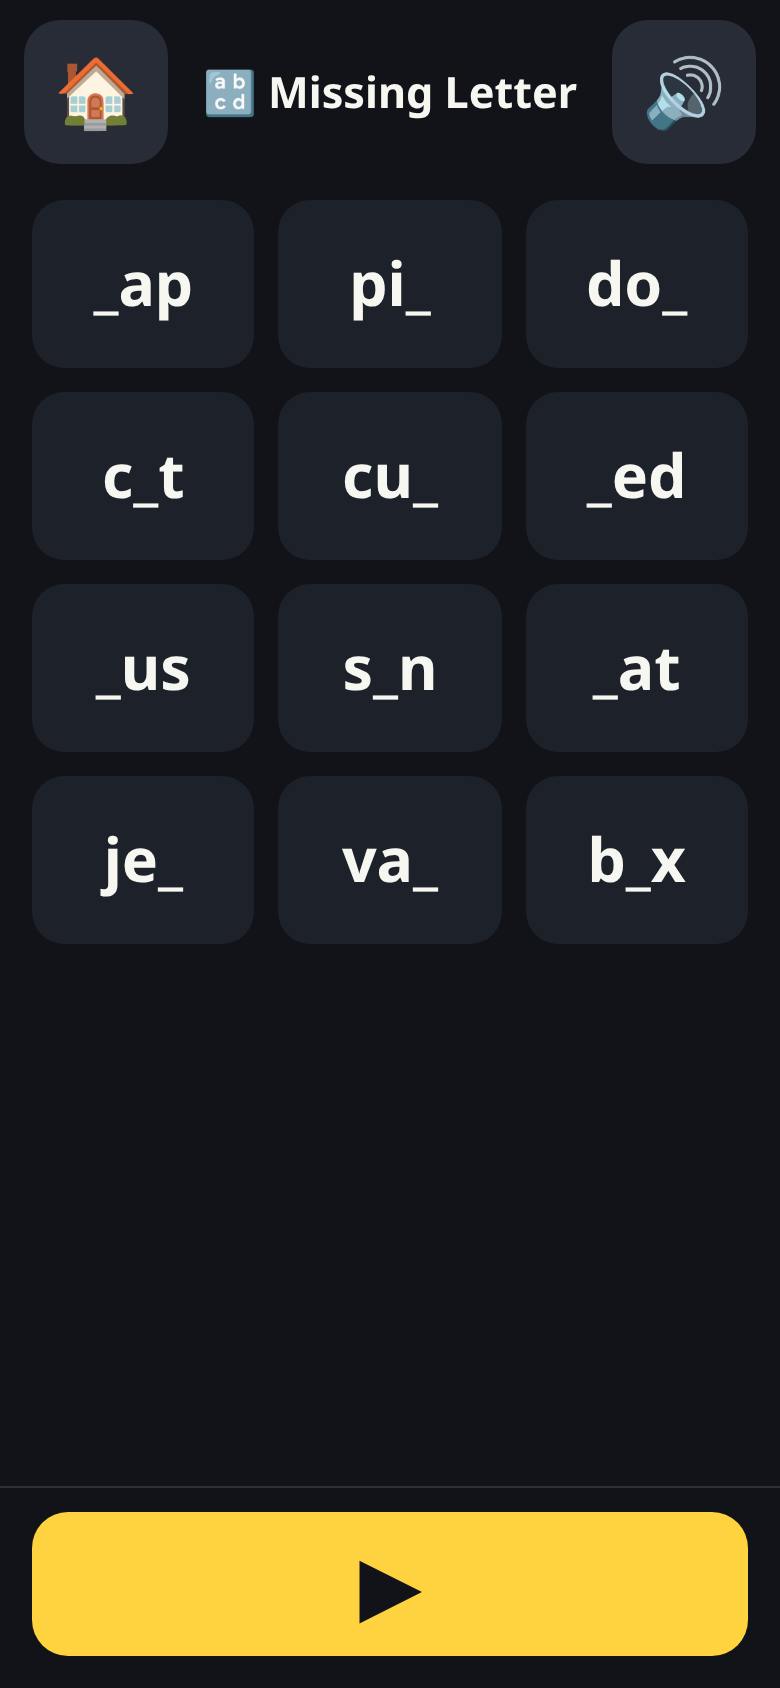 Missing Letter
_ap pi_ do_
c_t cu_ _ed
_us s_n _at
je_ va_ b_x